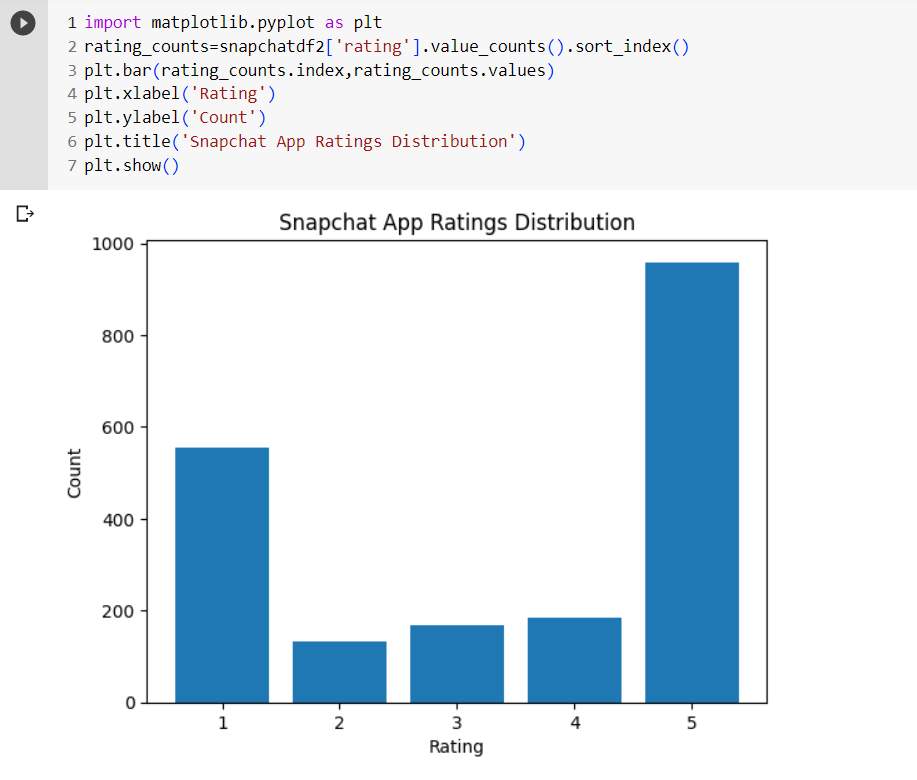 1 import matplotlib.pyplot as plt
2 rating_counts=snapchatdf2['rating'].value_counts().sort_index()
3 plt.bar(rating_counts.index,rating_counts.values)
4 plt.xlabel('Rating')
5 plt.ylabel('Count')
6 plt.title('Snapchat App Ratings Distribution')
7 plt.show()
Snapchat App Ratings Distribution
1000
800
600
400
200
0
Count
1 2 3 4 5
Rating